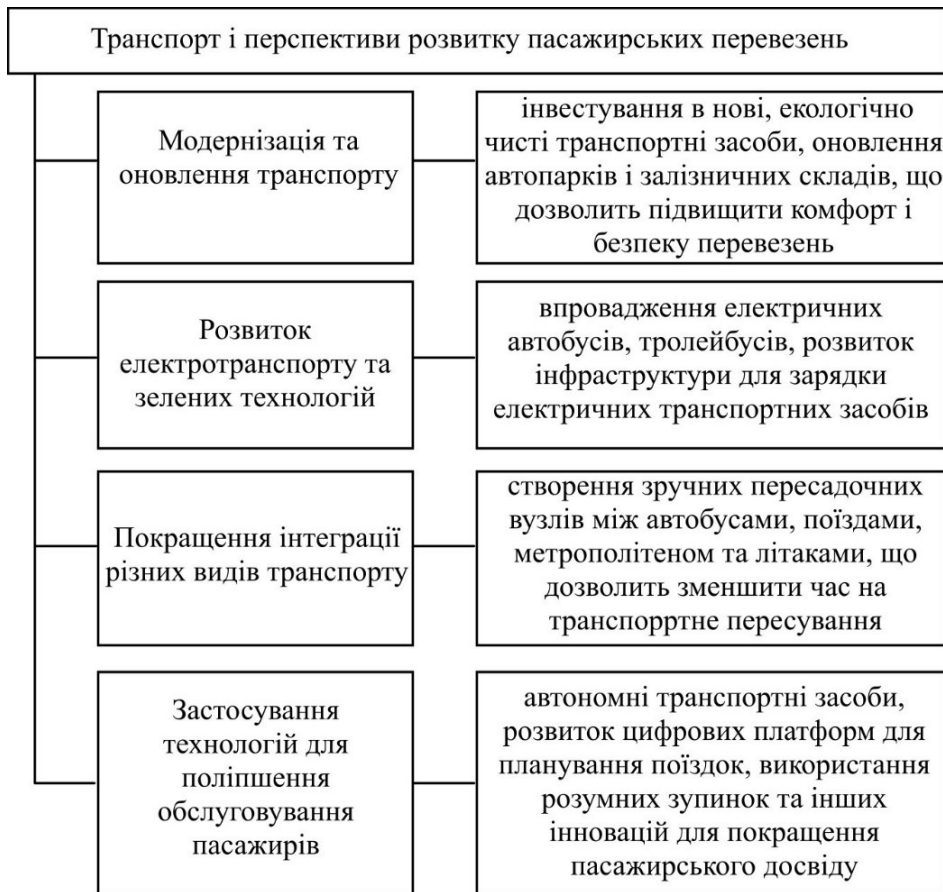 Транспорт і перспективи розвитку пасажирських перевезень
Модернізація та
оновлення транспорту
інвестування в нові, екологічно
чисті транспортні засоби, оновлення
автопарків і залізничних складів, що
дозволить підвищити комфорт і
безпеку перевезень
Розвиток
електротранспорту та
зелених технологій
впровадження електричних
автобусів, тролейбусів, розвиток
інфраструктури для зарядки
електричних транспортних засобів
Покращення інтеграції
різних видів транспорту
створення зручних пересадочних
вузлів між автобусами, поїздами,
метрополітеном та літаками, що
дозволить зменшити час на
транспорртне пересування
Застосування
технологій для
поліпшення
обслуговування
пасажирів
автономні транспортні засоби,
розвиток цифрових платформ для
планування поїздок, використання
розумних зупинок та інших
інновацій для покращення
пасажирського досвіду